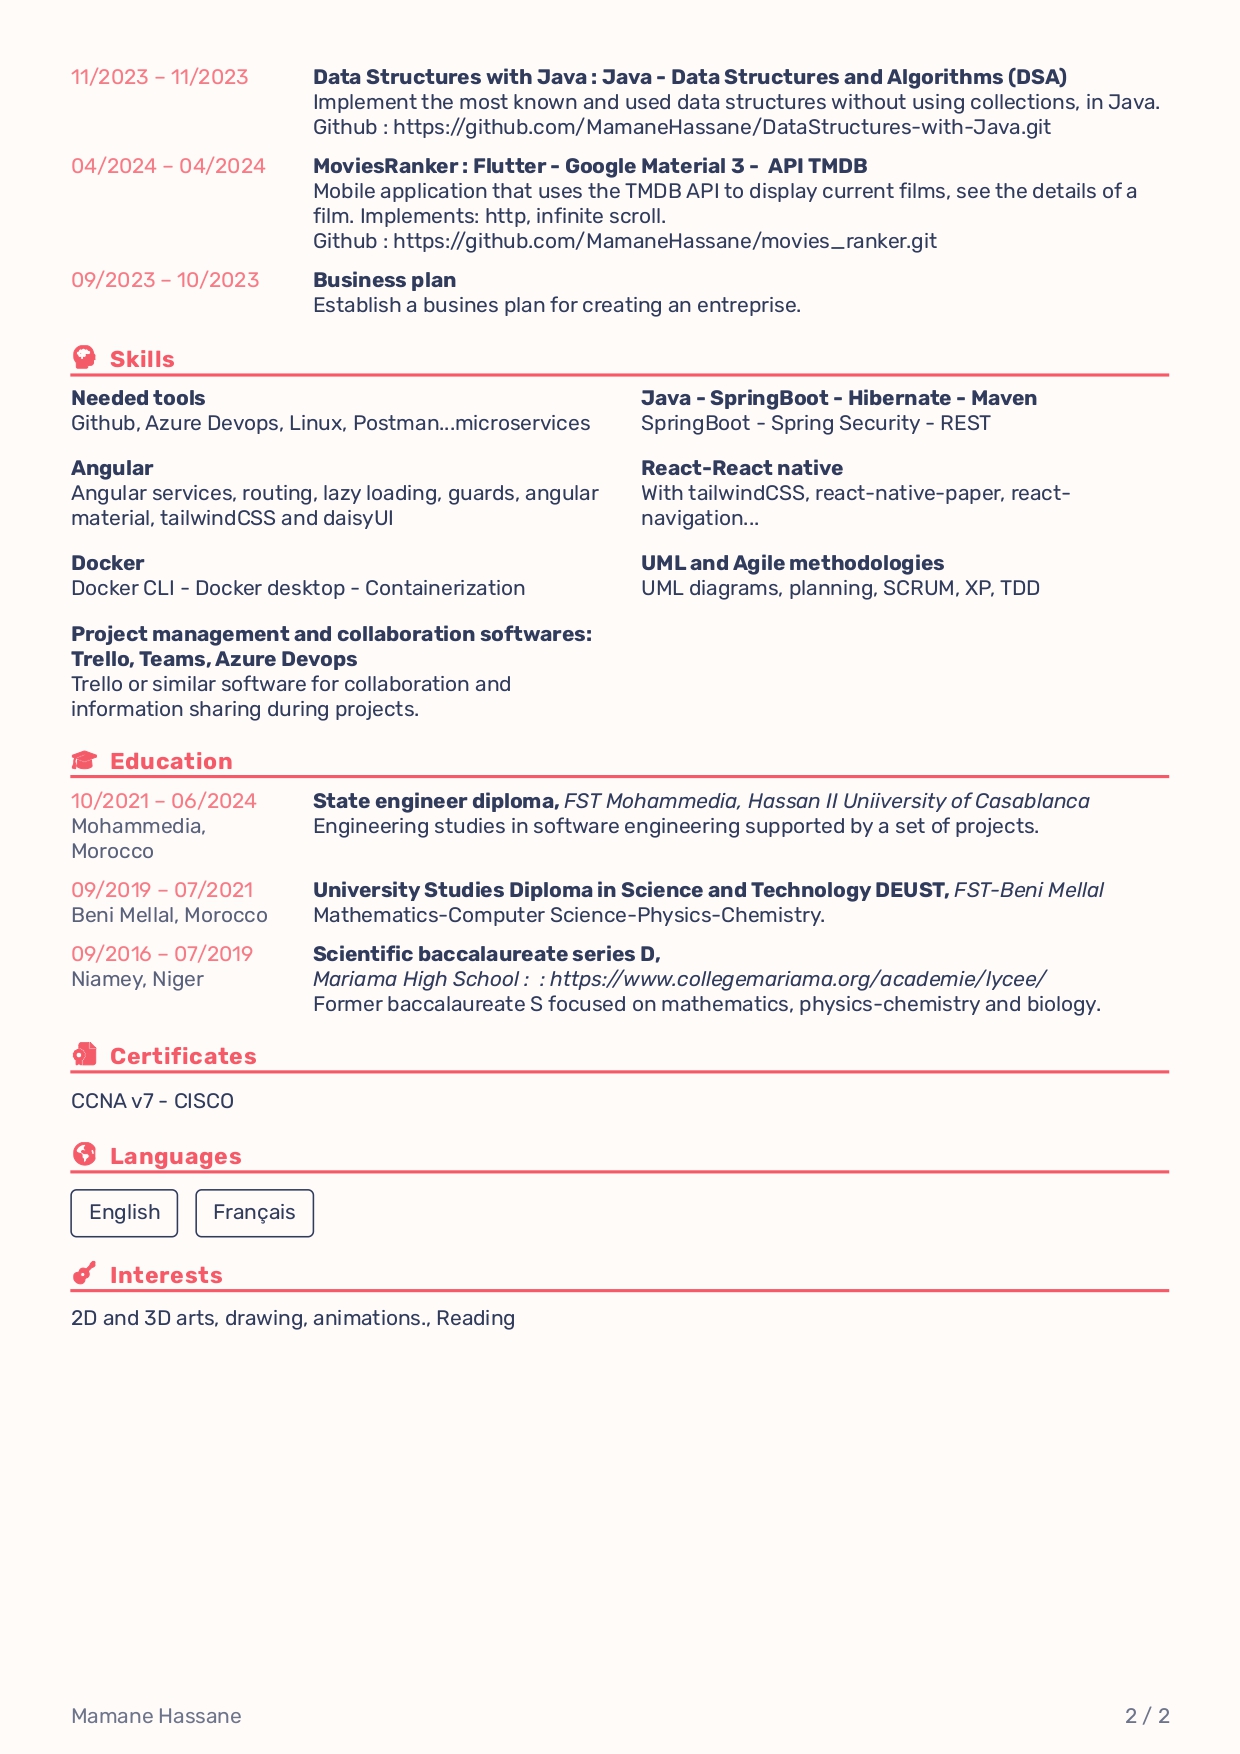 11/2023 – 11/2023
Data Structures with Java : Java - Data Structures and Algorithms (DSA)
Implement the most known and used data structures without using collections, in Java.
Github : https://github.com/MamaneHassane/DataStructures-with-Java.git
04/2024 – 04/2024
MoviesRanker : Flutter - Google Material 3 - API TMDB
Mobile application that uses the TMDB API to display current films, see the details of a
film. Implements: http, infinite scroll.
Github : https://github.com/MamaneHassane/movies_ranker.git
09/2023 – 10/2023
Business plan
Establish a busines plan for creating an entreprise.
Skills
Needed tools
Github, Azure Devops, Linux, Postman...microservices
Java - SpringBoot - Hibernate - Maven
SpringBoot - Spring Security - REST
Angular
Angular services, routing, lazy loading, guards, angular
material, tailwindCSS and daisyUI
React-React native
With tailwindCSS, react-native-paper, react-
navigation...
Docker
Docker CLI - Docker desktop - Containerization
UML and Agile methodologies
UML diagrams, planning, SCRUM, XP, TDD
Project management and collaboration softwares:
Trello, Teams, Azure Devops
Trello or similar software for collaboration and
information sharing during projects.
Education
10/2021 – 06/2024
Mohammedia,
Morocco
State engineer diploma, FST Mohammedia, Hassan II Uniiversity of Casablanca
Engineering studies in software engineering supported by a set of projects.
09/2019 – 07/2021
Beni Mellal, Morocco
University Studies Diploma in Science and Technology DEUST, FST-Beni Mellal
Mathematics-Computer Science-Physics-Chemistry.
09/2016 – 07/2019
Niamey, Niger
Scientific baccalaureate series D,
Mariama High School :  : https://www.collegemariama.org/academie/lycee/
Former baccalaureate S focused on mathematics, physics-chemistry and biology.
Certificates
CCNA v7 - CISCO
Languages
English
Français
Interests
2D and 3D arts, drawing, animations., Reading
Mamane Hassane
2 / 2